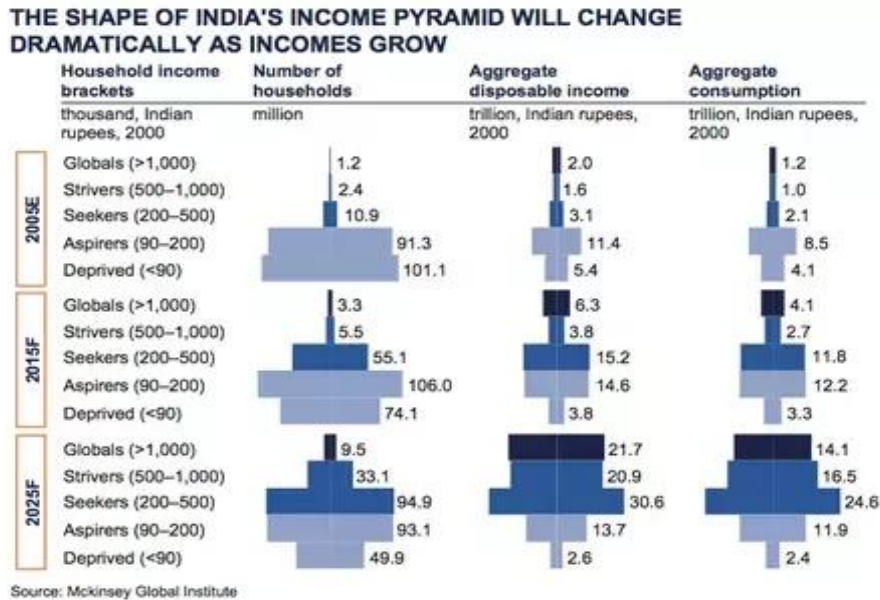 THE SHAPE OF INDIA'S INCOME PYRAMID WILL CHANGE
DRAMATICALLY AS INCOMES GROW
Household income brackets Number of households Aggregate disposable income Aggregate consumption
thousand, Indian rupees, 2000 million trillion, Indian rupees, 2000 trillion, Indian rupees, 2000
2005E
Globals (>1,000) 1.2 2.0 1.2
Strivers (500–1,000) 2.4 1.6 1.0
Seekers (200–500) 10.9 3.1 2.1
Aspirers (90–200) 91.3 11.4 8.5
Deprived (<90) 101.1 5.4 4.1
2015F
Globals (>1,000) 3.3 6.3 4.1
Strivers (500–1,000) 5.5 3.8 2.7
Seekers (200–500) 55.1 15.2 11.8
Aspirers (90–200) 106.0 14.6 12.2
Deprived (<90) 74.1 3.8 3.3
2025F
Globals (>1,000) 9.5 21.7 14.1
Strivers (500–1,000) 33.1 20.9 16.5
Seekers (200–500) 94.9 30.6 24.6
Aspirers (90–200) 93.1 13.7 11.9
Deprived (<90) 49.9 2.6 2.4
Source: Mckinsey Global Institute